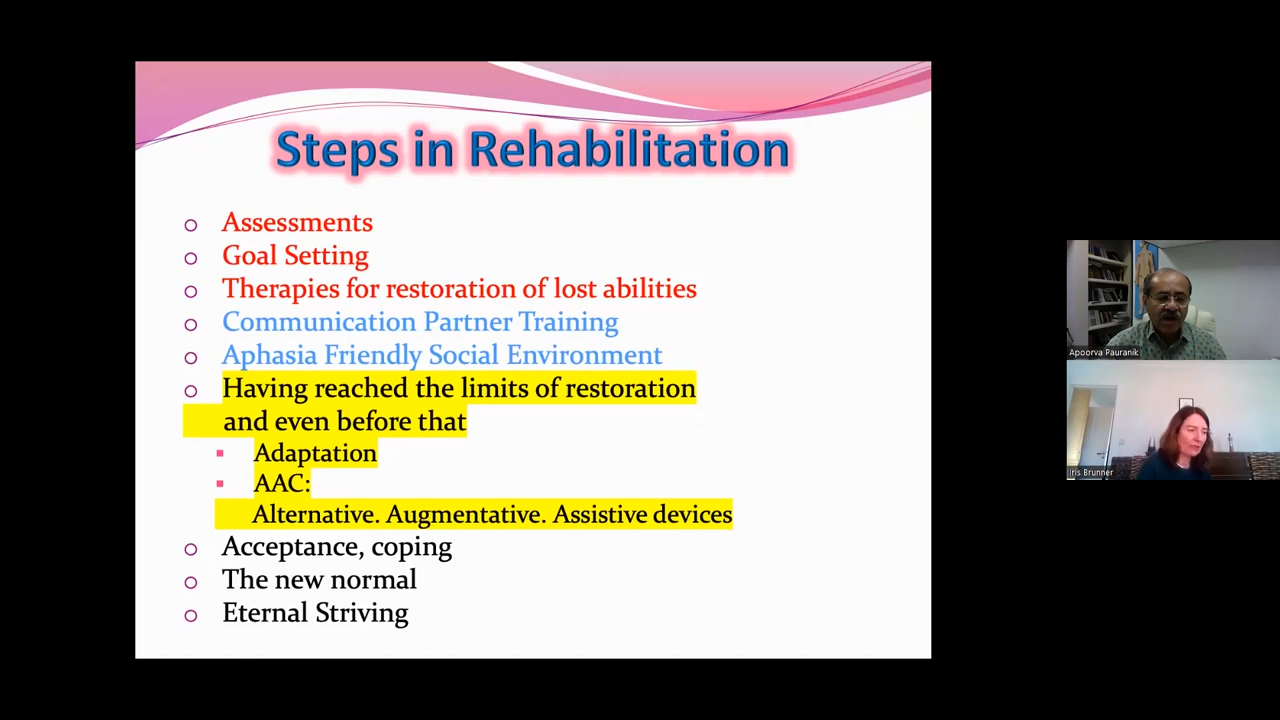 Steps in Rehabilitation
Assessments
Goal Setting
Therapies for restoration of lost abilities
Communication Partner Training
Aphasia Friendly Social Environment
Having reached the limits of restoration
and even before that
Adaptation
AAC:
Alternative. Augmentative. Assistive devices
Acceptance, coping
The new normal
Eternal Striving
Apoorva Pauranik
Iris Brunner